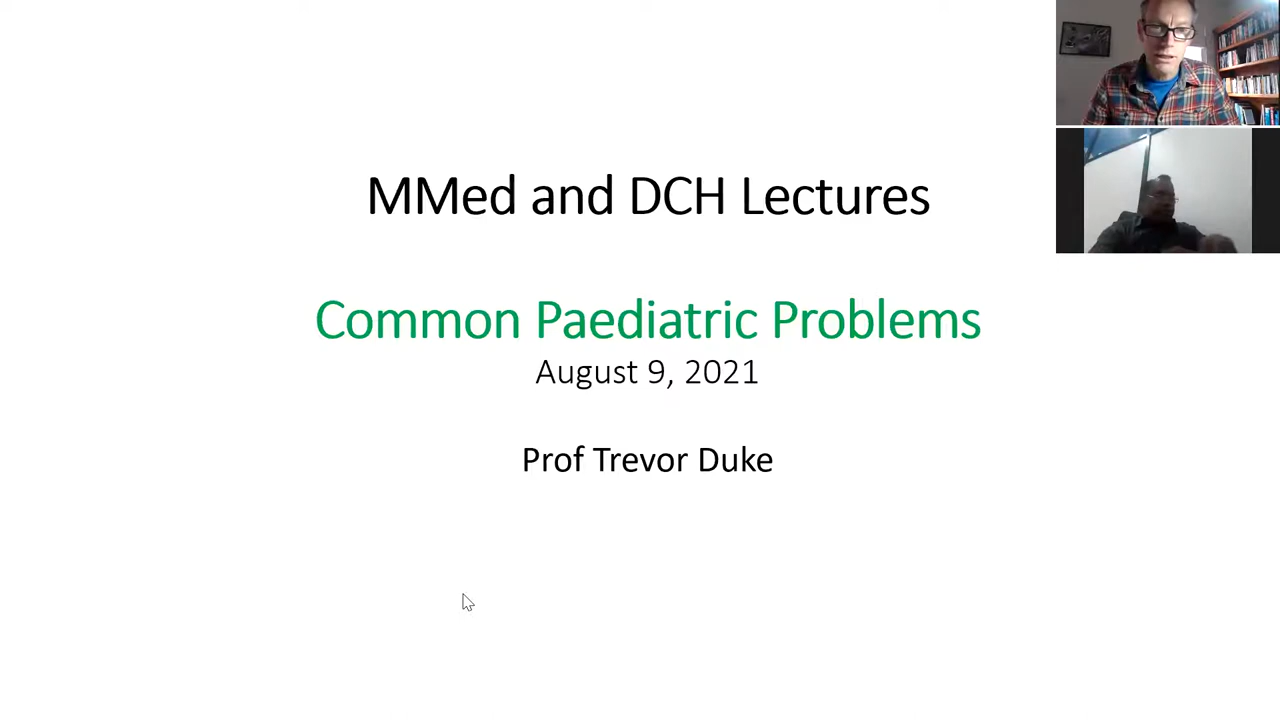 MMed and DCH Lectures
Common Paediatric Problems
August 9, 2021
Prof Trevor Duke